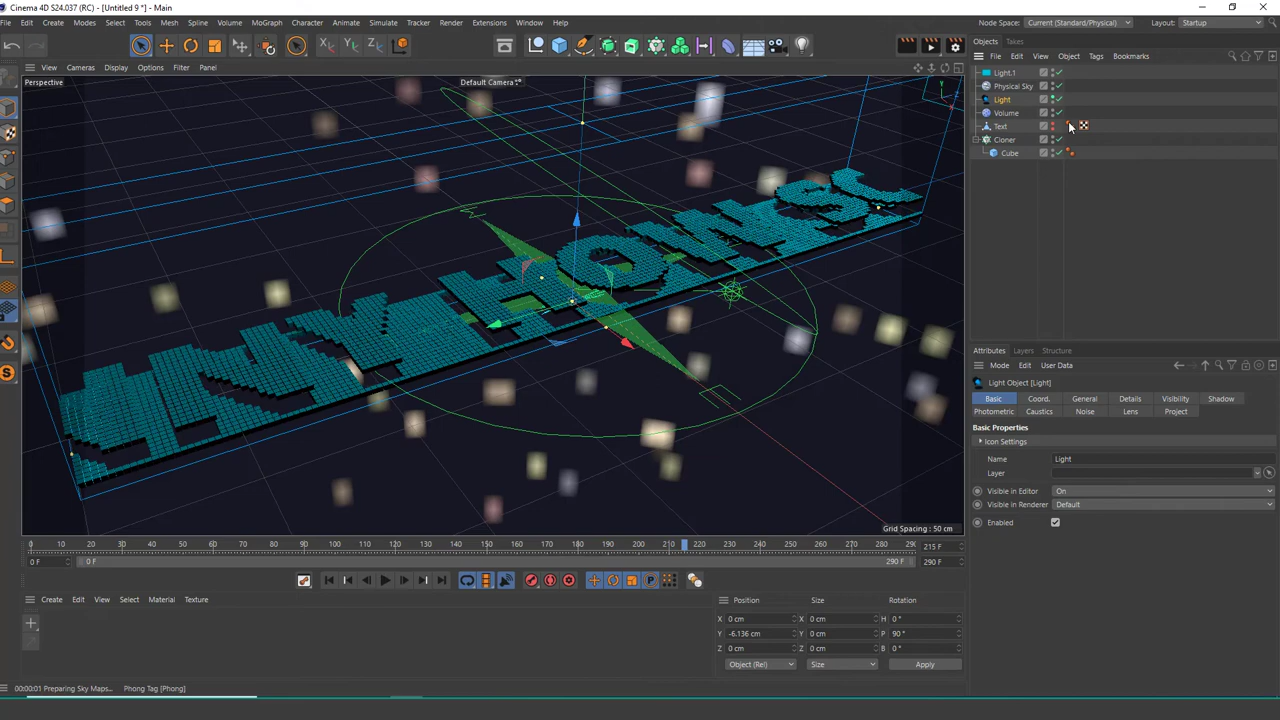 Cinema 4D S24.037 (RC) - [Untitled 9 *] - Main
File Edit Create Modes Select Tools Mesh Spline Volume MoGraph Character Animate Simulate Tracker Render Extensions Window Help Node Space: Current (Standard/Physical) Layout: Startup
X Y Z
Objects Takes
View Cameras Display Options Filter Panel
File Edit View Object Tags Bookmarks
Perspective Default Camera
Light.1
Physical Sky
Light
Volume
Text
Cloner
Cube
Attributes Layers Structure
Mode Edit User Data
Light Object [Light]
Basic Coord. General Details Visibility Shadow
Photometric Caustics Noise Lens Project
Basic Properties
Icon Settings
Name Light
Layer
Visible in Editor On
Visible in Renderer Default
Enabled
Grid Spacing : 50 cm
0 10 20 30 40 50 60 70 80 90 100 110 120 130 140 150 160 170 180 190 200 210 220 230 240 250 260 270 280 290 215 F
0 F 0 F 290 F 290 F
Create Edit View Select Material Texture
Position Size Rotation
X 0 cm X 0 cm H 0 °
Y -6.136 cm Y 0 cm P 90 °
Z 0 cm Z 0 cm B 0 °
Object (Rel) Size Apply
00:00:01 Preparing Sky Maps... Phong Tag [Phong]